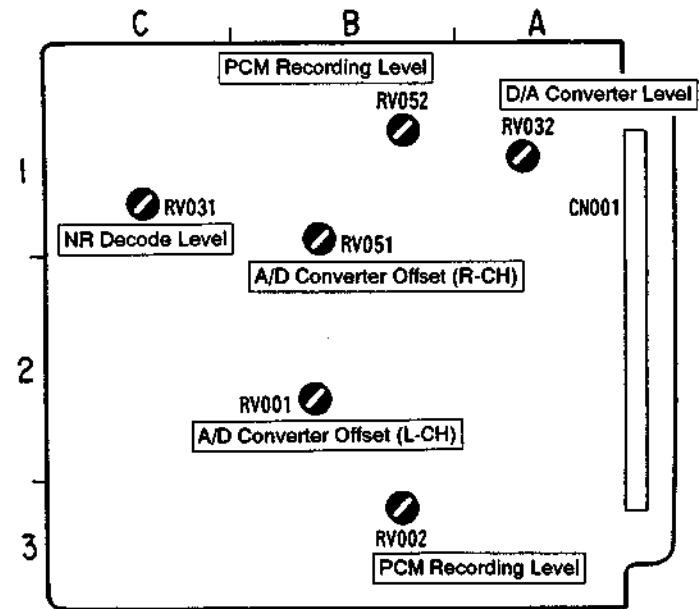 C B A
PCM Recording Level
RV052
D/A Converter Level
RV032
1
RV031
CN001
NR Decode Level
RV051
A/D Converter Offset (R-CH)
2
RV001
A/D Converter Offset (L-CH)
3
RV002
PCM Recording Level